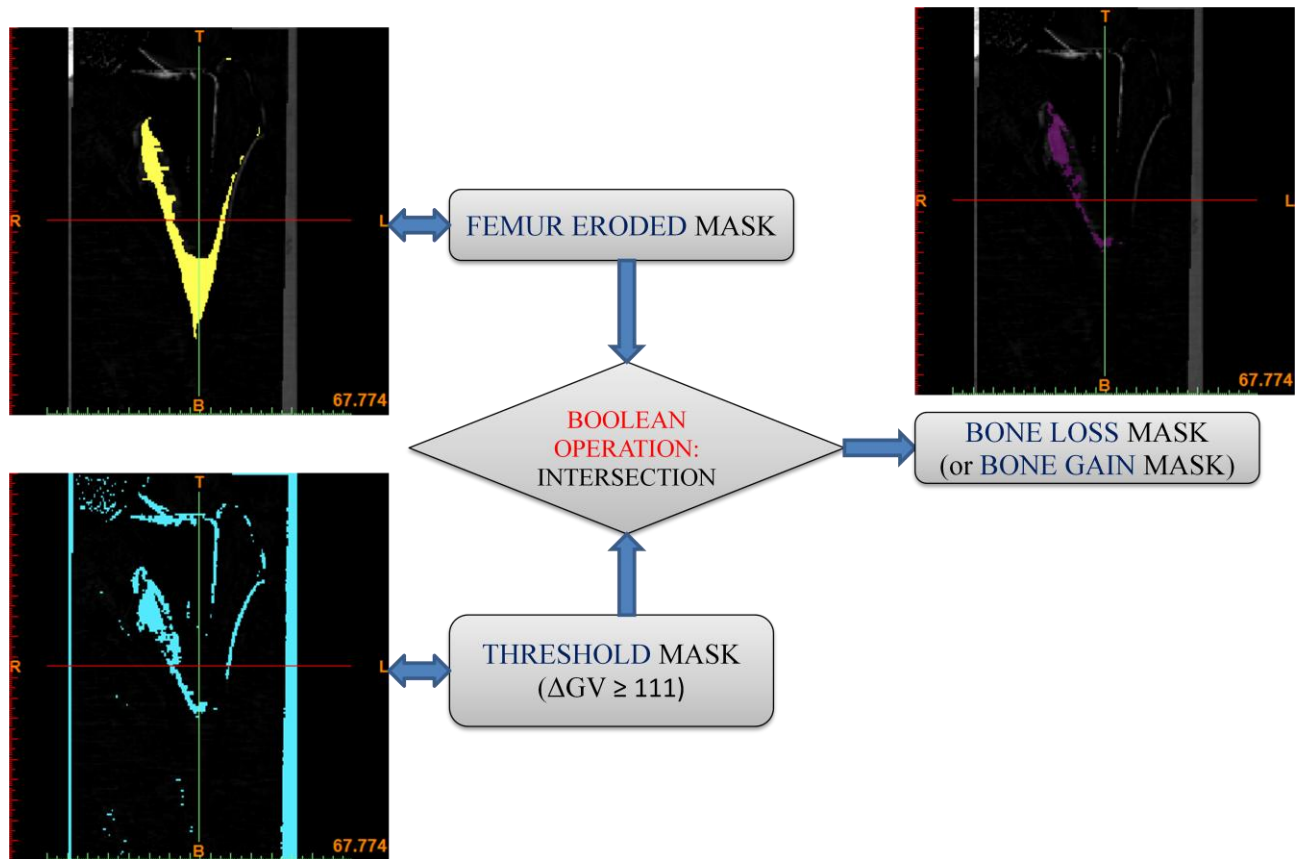 T
R
L
B
67.774
FEMUR ERODED MASK
T
R
L
B
67.774
BOOLEAN
OPERATION:
INTERSECTION
BONE LOSS MASK
(or BONE GAIN MASK)
T
R
L
B
67.774
THRESHOLD MASK
(ΔGV ≥ 111)